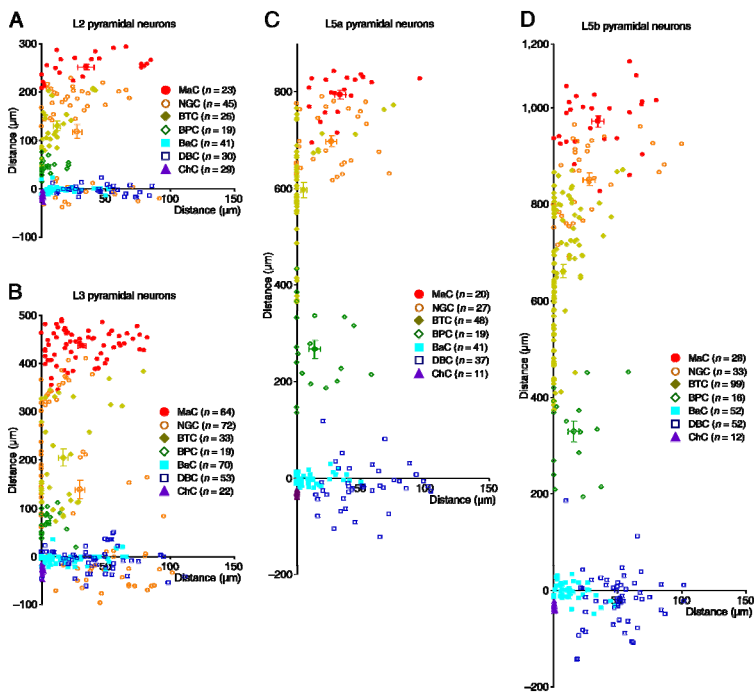 A
L2 pyramidal neurons
300
200
100
0
−100
50
100
150
Distance (µm)
Distance (µm)
MaC (n = 23)
NGC (n = 45)
BTC (n = 26)
BPC (n = 19)
BaC (n = 41)
DBC (n = 30)
ChC (n = 29)
B
L3 pyramidal neurons
500
400
300
200
100
0
−100
50
100
150
Distance (µm)
Distance (µm)
MaC (n = 64)
NGC (n = 72)
BTC (n = 33)
BPC (n = 19)
BaC (n = 70)
DBC (n = 53)
ChC (n = 22)
C
L5a pyramidal neurons
800
600
400
200
0
−200
50
100
150
Distance (µm)
Distance (µm)
MaC (n = 20)
NGC (n = 27)
BTC (n = 48)
BPC (n = 19)
BaC (n = 41)
DBC (n = 37)
ChC (n = 11)
D
L5b pyramidal neurons
1,200
1,000
800
600
400
200
0
−200
50
100
150
Distance (µm)
Distance (µm)
MaC (n = 28)
NGC (n = 33)
BTC (n = 99)
BPC (n = 16)
BaC (n = 52)
DBC (n = 52)
ChC (n = 12)